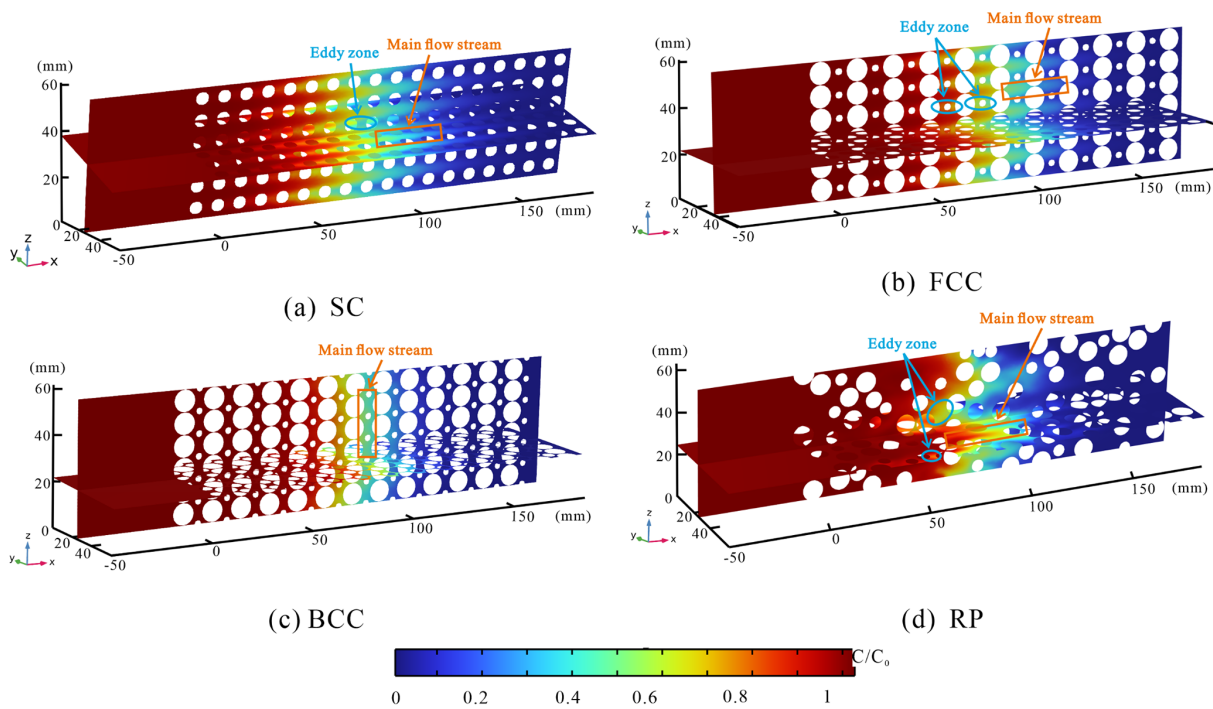 Eddy zone
Main flow stream
(mm)
60
40
20
0
20
40
-50
0
50
100
150
(mm)
z
y
x
(a) SC
Eddy zone
Main flow stream
(mm)
60
40
20
0
20
40
-50
0
50
100
150
(mm)
z
y
x
(b) FCC
Main flow stream
(mm)
60
40
20
0
20
40
-50
0
50
100
150
(mm)
z
y
x
(c) BCC
Main flow stream
Eddy zone
(mm)
60
40
20
0
20
40
-50
0
50
100
150
(mm)
z
y
x
(d) RP
C/C₀
0 0.2 0.4 0.6 0.8 1